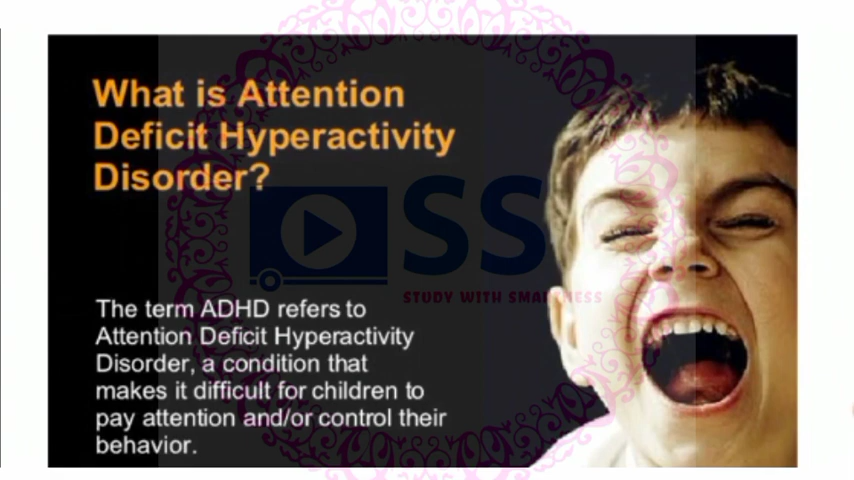 What is Attention
Deficit Hyperactivity
Disorder?
SS
STUDY WITH SMARTNESS
The term ADHD refers to
Attention Deficit Hyperactivity
Disorder, a condition that
makes it difficult for children to
pay attention and/or control their
behavior.